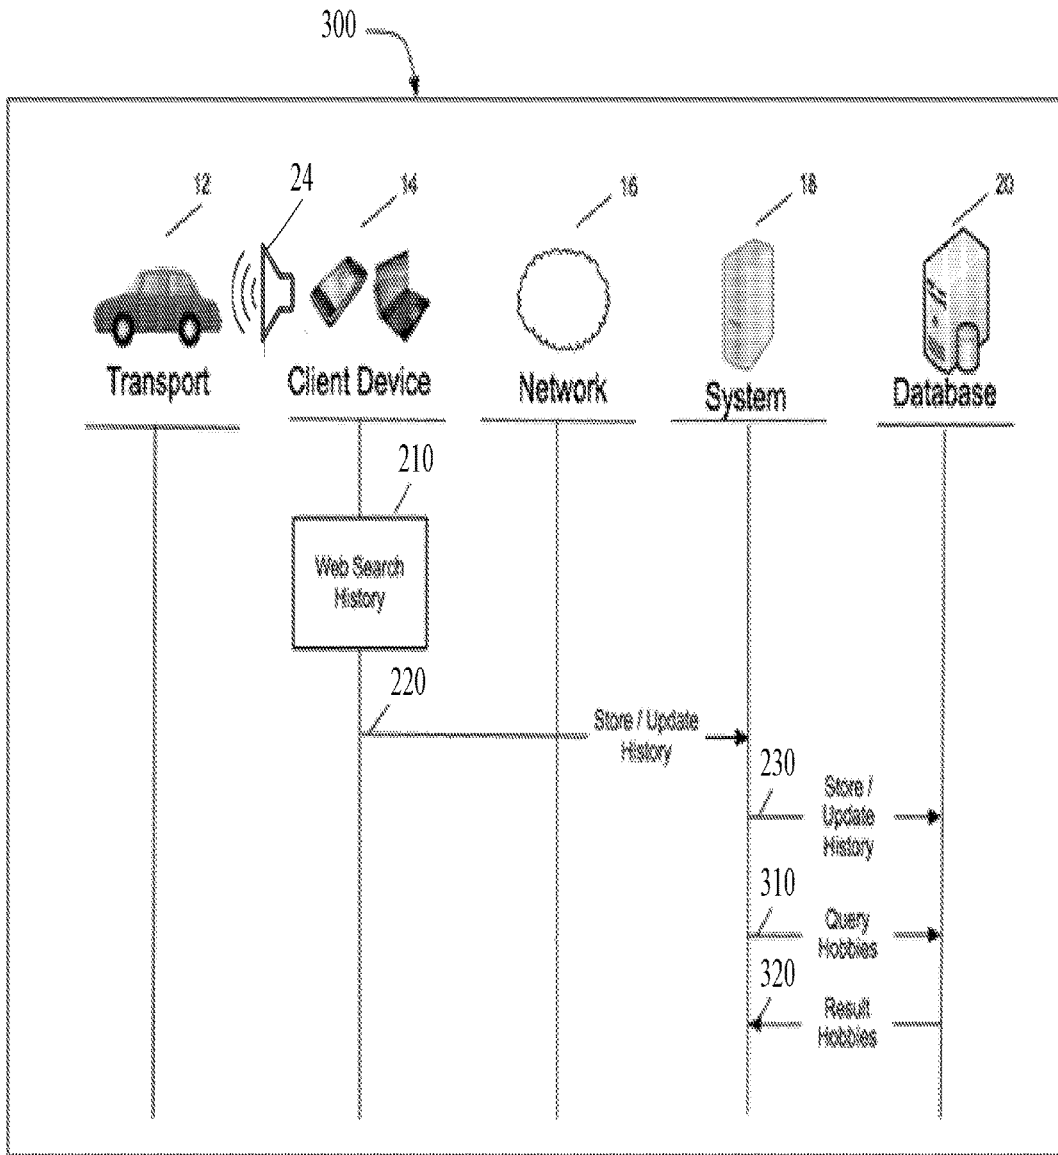 300
12
24
14
16
18
20
Transport
Client Device
Network
System
Database
210
Web Search
History
220
Store / Update
History
230
Store /
Update
History
310
Query
Hobbies
320
Result
Hobbies